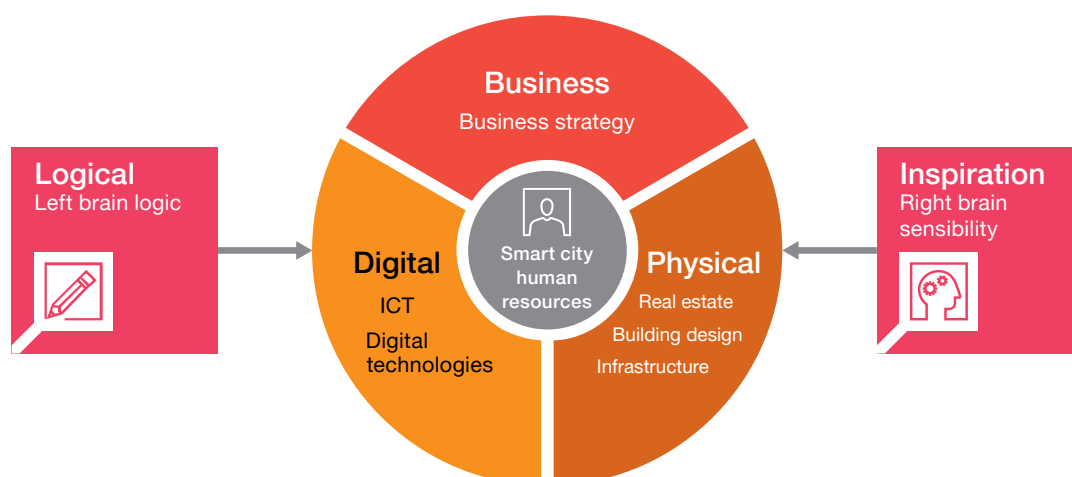 Business
Business strategy
Logical
Left brain logic
Inspiration
Right brain
sensibility
Smart city
human
resources
Digital
ICT
Digital
technologies
Physical
Real estate
Building design
Infrastructure